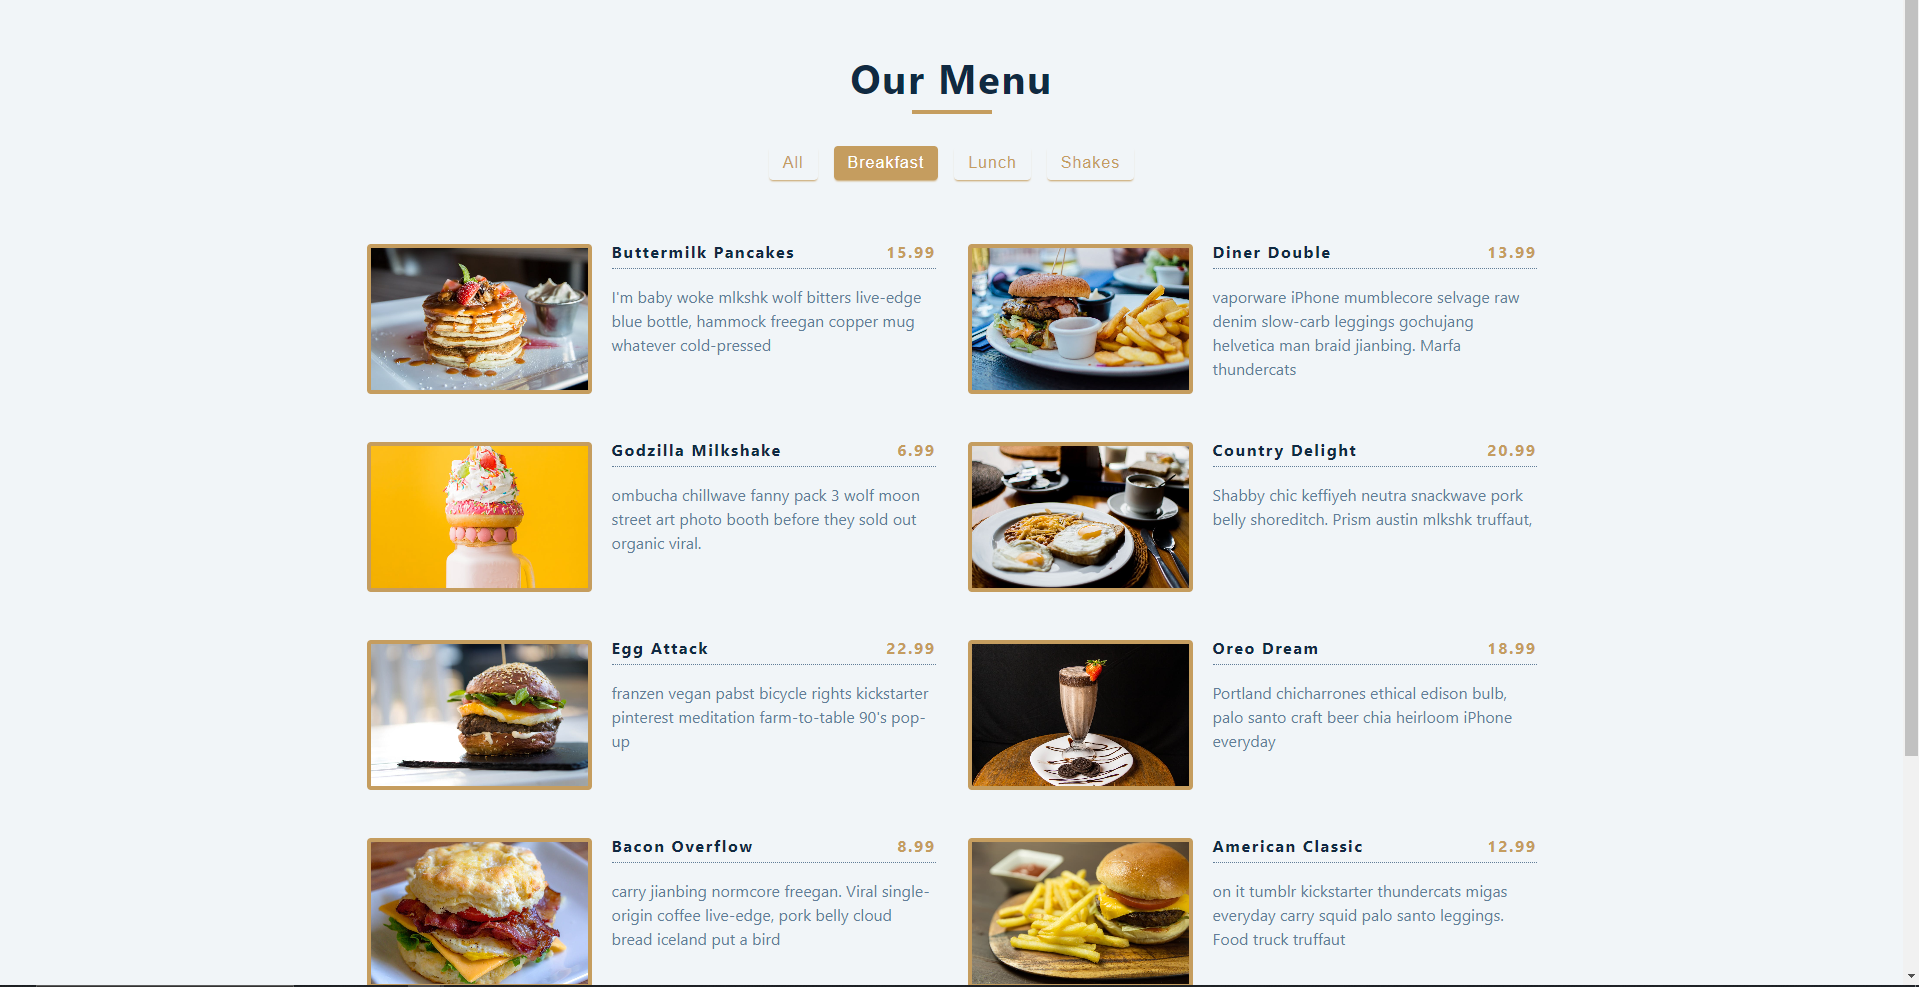 Our Menu
All
Breakfast
Lunch
Shakes
Buttermilk Pancakes 15.99
I'm baby woke mlkshk wolf bitters live-edge
blue bottle, hammock freegan copper mug
whatever cold-pressed
Diner Double 13.99
vaporware iPhone mumblecore selvage raw
denim slow-carb leggings gochujang
helvetica man braid jianbing. Marfa
thundercats
Godzilla Milkshake 6.99
ombucha chillwave fanny pack 3 wolf moon
street art photo booth before they sold out
organic viral.
Country Delight 20.99
Shabby chic keffiyeh neutra snackwave pork
belly shoreditch. Prism austin mlkshk truffaut,
Egg Attack 22.99
franzen vegan pabst bicycle rights kickstarter
pinterest meditation farm-to-table 90's pop-
up
Oreo Dream 18.99
Portland chicharrones ethical edison bulb,
palo santo craft beer chia heirloom iPhone
everyday
Bacon Overflow 8.99
carry jianbing normcore freegan. Viral single-
origin coffee live-edge, pork belly cloud
bread iceland put a bird
American Classic 12.99
on it tumblr kickstarter thundercats migas
everyday carry squid palo santo leggings.
Food truck truffaut